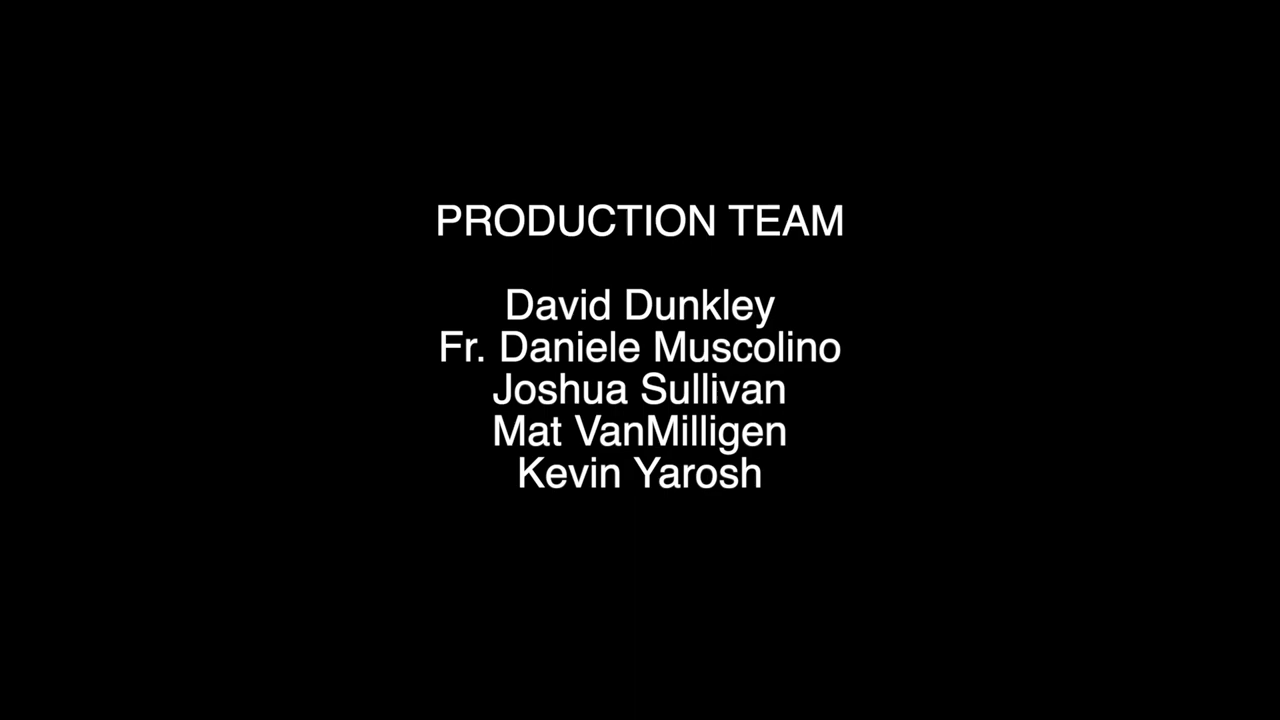 PRODUCTION TEAM
David Dunkley
Fr. Daniele Muscolino
Joshua Sullivan
Mat VanMilligen
Kevin Yarosh